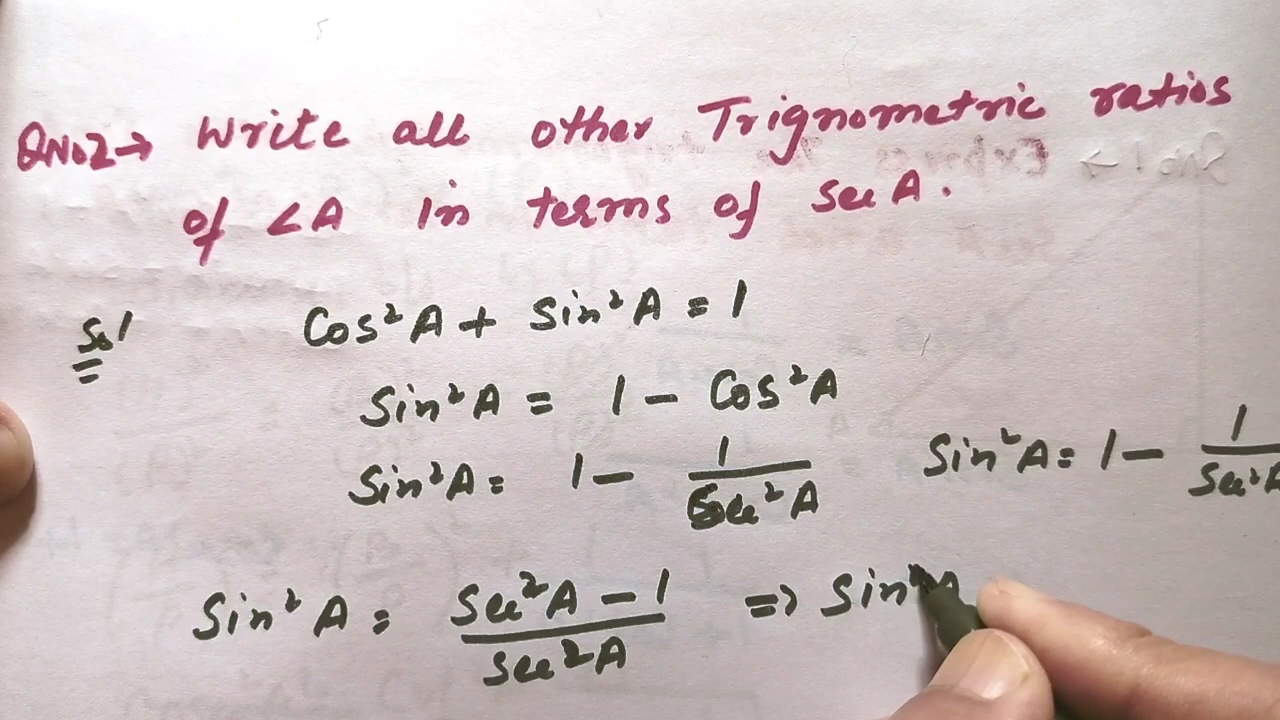 QNo2→ Write all other Trignometric ratios
of ∠A in terms of sec A.
Sol
Cos²A + Sin²A = 1
Sin²A = 1 - Cos²A
Sin²A = 1 - 1/Sec²A
Sin²A = 1 - 1/Sec²A
Sin²A = Sec²A - 1/Sec²A => Sin²A